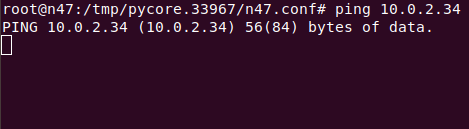 root@n47:/tmp/pycore.33967/n47.conf# ping 10.0.2.34
PING 10.0.2.34 (10.0.2.34) 56(84) bytes of data.